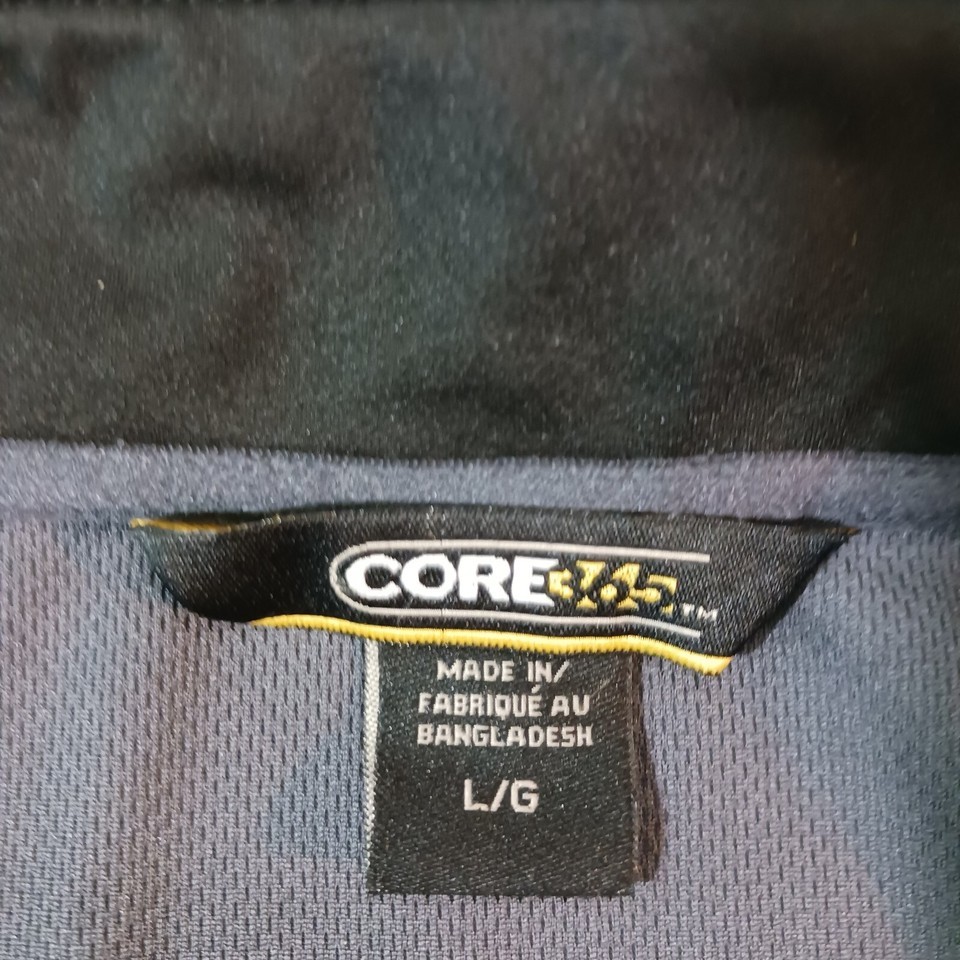 CORE365™
MADE IN/
FABRIQUÉ AU
BANGLADESH
L/G